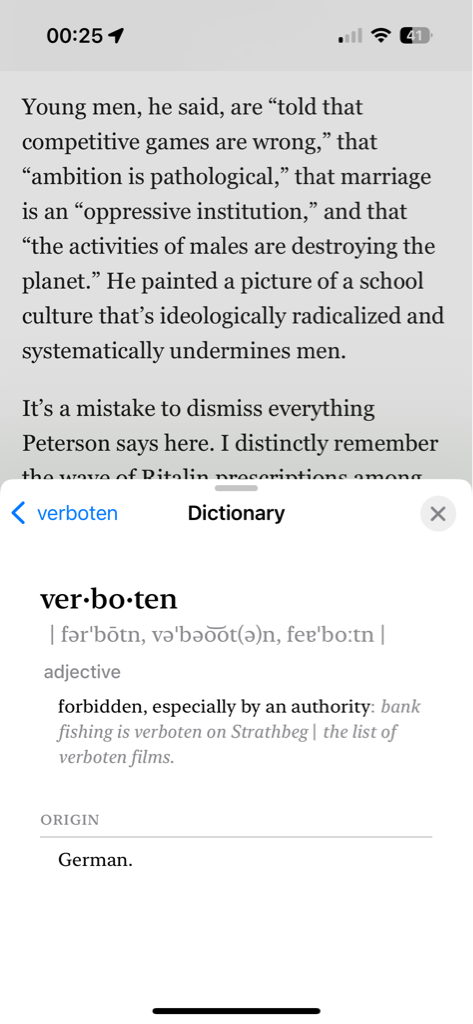 00:25
41
Young men, he said, are “told that
competitive games are wrong,” that
“ambition is pathological,” that marriage
is an “oppressive institution,” and that
“the activities of males are destroying the
planet.” He painted a picture of a school
culture that’s ideologically radicalized and
systematically undermines men.
It’s a mistake to dismiss everything
Peterson says here. I distinctly remember
the wave of Ritalin prescriptions among
verboten
Dictionary
ver·bo·ten
| fərˈbōtn, vəˈbəo͞ot(ə)n, feɐˈboːtn |
adjective
forbidden, especially by an authority: bank
fishing is verboten on Strathbeg | the list of
verboten films.
ORIGIN
German.